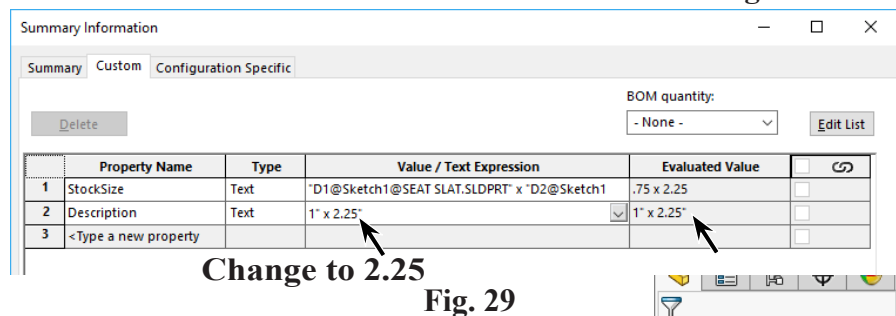 Summary Information
Summary Custom Configuration Specific
BOM quantity:
Delete - None - Edit List
Property Name Type Value / Text Expression Evaluated Value
1 StockSize Text "D1@Sketch1@SEAT SLAT.SLDPRT" x "D2@Sketch1 .75 x 2.25
2 Description Text 1" x 2.25" 1" x 2.25"
3 <Type a new property
Change to 2.25
Fig. 29